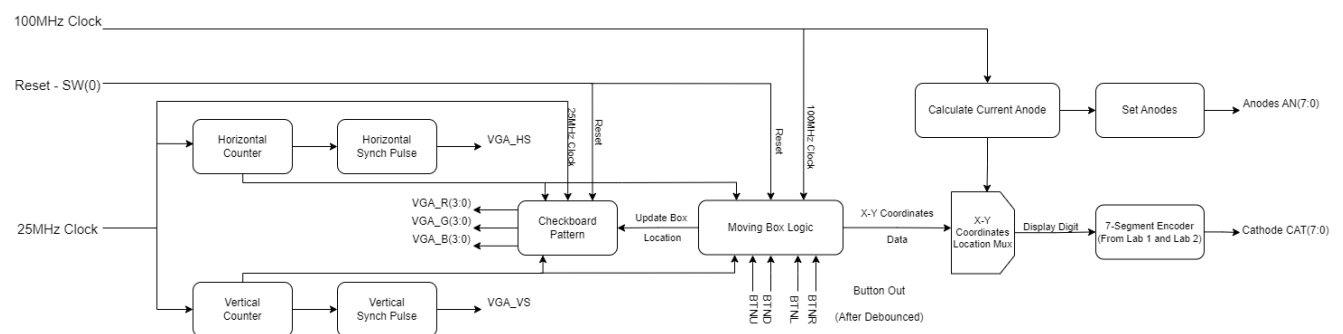 100MHz Clock
Reset - SW(0)
25MHz Clock
Reset
Reset
100MHz Clock
Calculate Current Anode
Set Anodes
Anodes AN(7:0)
Horizontal
Counter
Horizontal
Synch Pulse
VGA_HS
VGA_R(3:0)
VGA_G(3:0)
VGA_B(3:0)
Checkboard
Pattern
Update Box
Location
Moving Box Logic
X-Y Coordinates
Data
X-Y
Coordinates
Location Mux
Display Digit
7-Segment Encoder
(From Lab 1 and Lab 2)
Cathode CAT(7:0)
25MHz Clock
Vertical
Counter
Vertical
Synch Pulse
VGA_VS
BTNU
BTND
BTNL
BTNR
Button Out
(After Debounced)